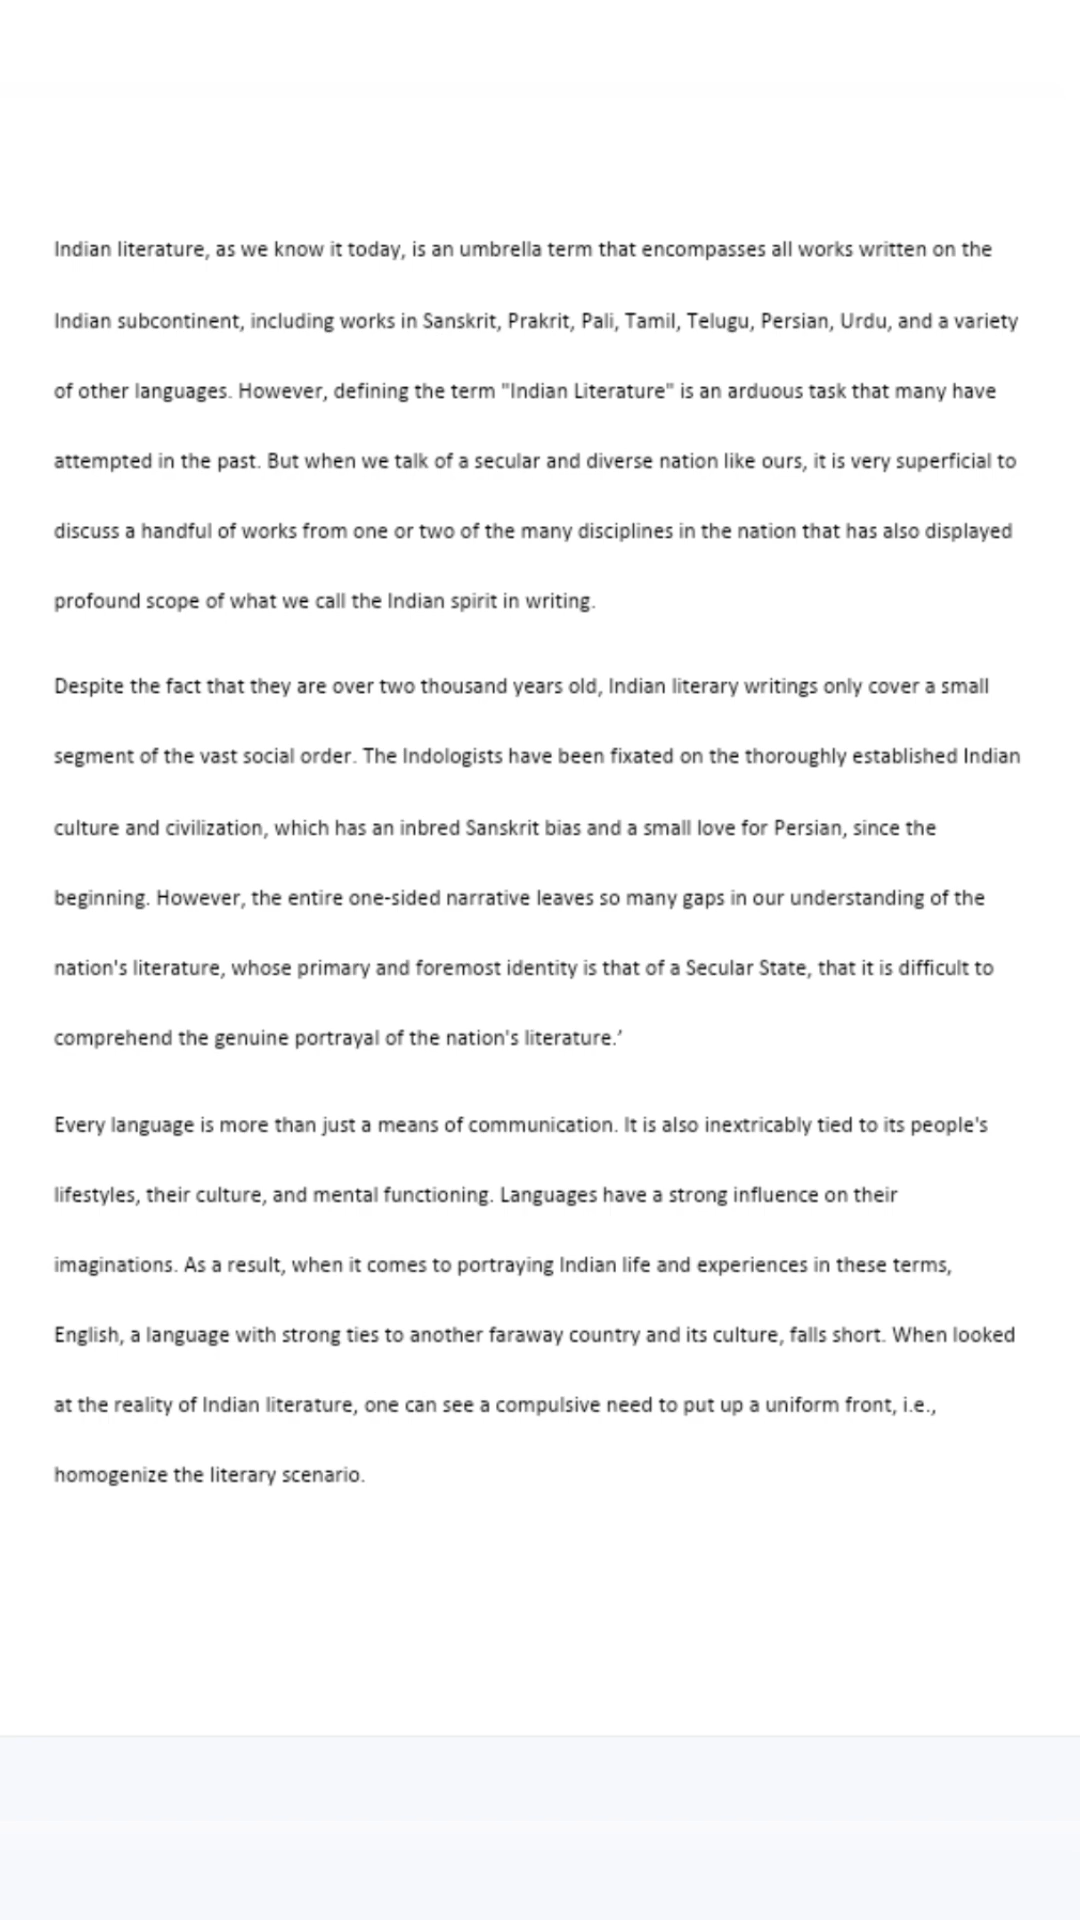 Indian literature, as we know it today, is an umbrella term that encompasses all works written on the
Indian subcontinent, including works in Sanskrit, Prakrit, Pali, Tamil, Telugu, Persian, Urdu, and a variety
of other languages. However, defining the term "Indian Literature" is an arduous task that many have
attempted in the past. But when we talk of a secular and diverse nation like ours, it is very superficial to
discuss a handful of works from one or two of the many disciplines in the nation that has also displayed
profound scope of what we call the Indian spirit in writing.
Despite the fact that they are over two thousand years old, Indian literary writings only cover a small
segment of the vast social order. The Indologists have been fixated on the thoroughly established Indian
culture and civilization, which has an inbred Sanskrit bias and a small love for Persian, since the
beginning. However, the entire one-sided narrative leaves so many gaps in our understanding of the
nation's literature, whose primary and foremost identity is that of a Secular State, that it is difficult to
comprehend the genuine portrayal of the nation's literature.’
Every language is more than just a means of communication. It is also inextricably tied to its people's
lifestyles, their culture, and mental functioning. Languages have a strong influence on their
imaginations. As a result, when it comes to portraying Indian life and experiences in these terms,
English, a language with strong ties to another faraway country and its culture, falls short. When looked
at the reality of Indian literature, one can see a compulsive need to put up a uniform front, i.e.,
homogenize the literary scenario.